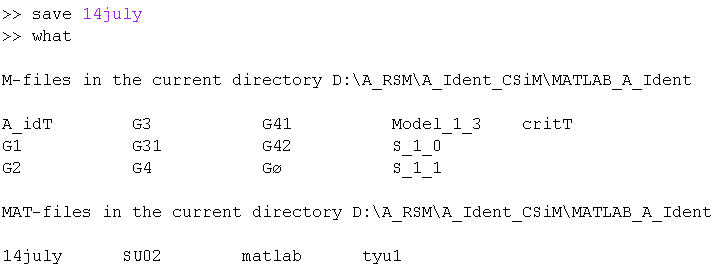 >> save 14july
>> what
M-files in the current directory D:\A_RSM\A_Ident_CSiM\MATLAB_A_Ident
A_idT G3 G41 Model_1_3 critT
G1 G31 G42 S_1_0
G2 G4 Gø S_1_1
MAT-files in the current directory D:\A_RSM\A_Ident_CSiM\MATLAB_A_Ident
14july SU02 matlab tyu1